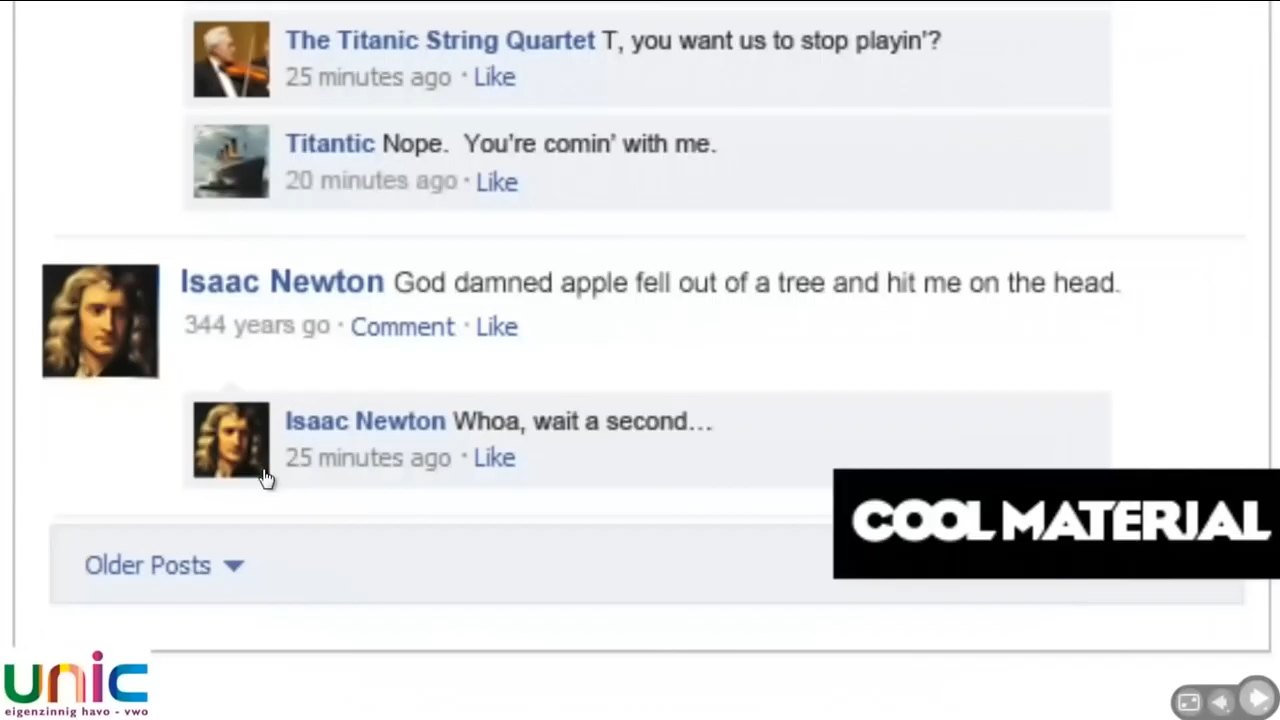 The Titanic String Quartet T, you want us to stop playin'?
25 minutes ago · Like
Titantic Nope. You're comin' with me.
20 minutes ago · Like
Isaac Newton God damned apple fell out of a tree and hit me on the head.
344 years go · Comment · Like
Isaac Newton Whoa, wait a second...
25 minutes ago · Like
COOL MATERIAL
Older Posts
unic
eigenzinnig havo - vwo